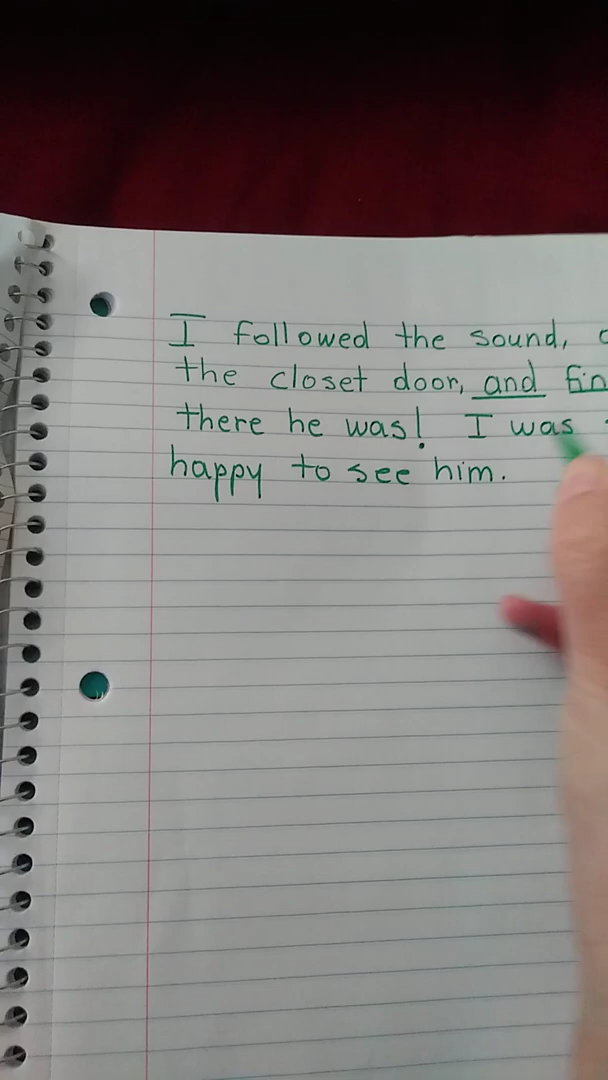 I followed the sound,
the closet door, and
there he was! I was
happy to see him.